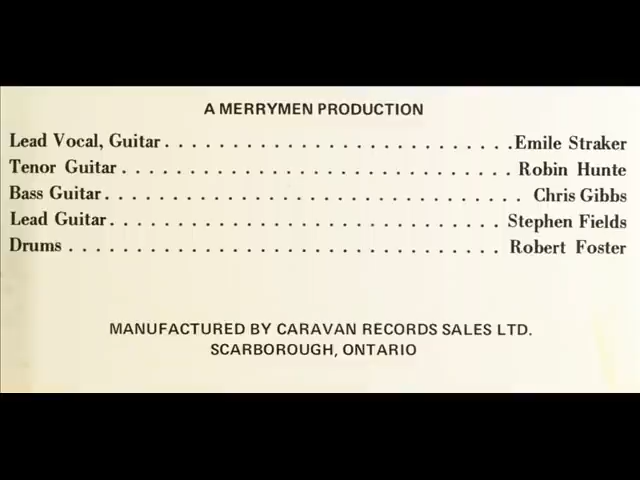 A MERRYMEN PRODUCTION
Lead Vocal, Guitar . . . . . . . . . . . . . . . . . . . . . . . . . . . . Emile Straker
Tenor Guitar . . . . . . . . . . . . . . . . . . . . . . . . . . . . . . . Robin Hunte
Bass Guitar . . . . . . . . . . . . . . . . . . . . . . . . . . . . . . . . . Chris Gibbs
Lead Guitar . . . . . . . . . . . . . . . . . . . . . . . . . . . . . . . Stephen Fields
Drums . . . . . . . . . . . . . . . . . . . . . . . . . . . . . . . . . . Robert Foster
MANUFACTURED BY CARAVAN RECORDS SALES LTD.
SCARBOROUGH, ONTARIO